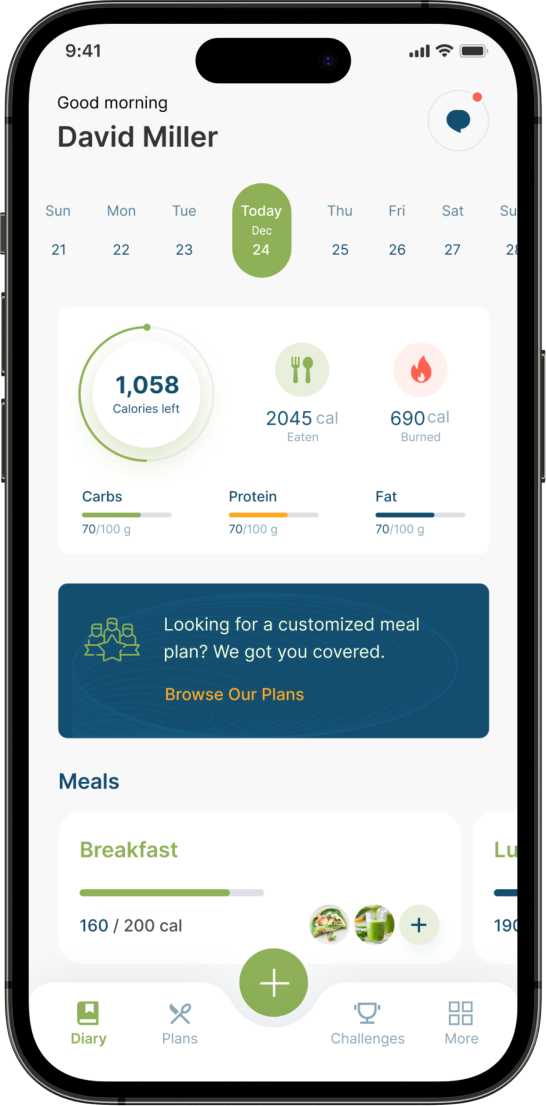 9:41
Good morning
David Miller
Sun Mon Tue Today Thu Fri Sat Su
Dec
21 22 23 24 25 26 27 28
1,058
Calories left
2045 cal
Eaten
690 cal
Burned
Carbs Protein Fat
70/100 g 70/100 g 70/100 g
Looking for a customized meal
plan? We got you covered.
Browse Our Plans
Meals
Breakfast
160 / 200 cal
Lu
190
Diary Plans Challenges More